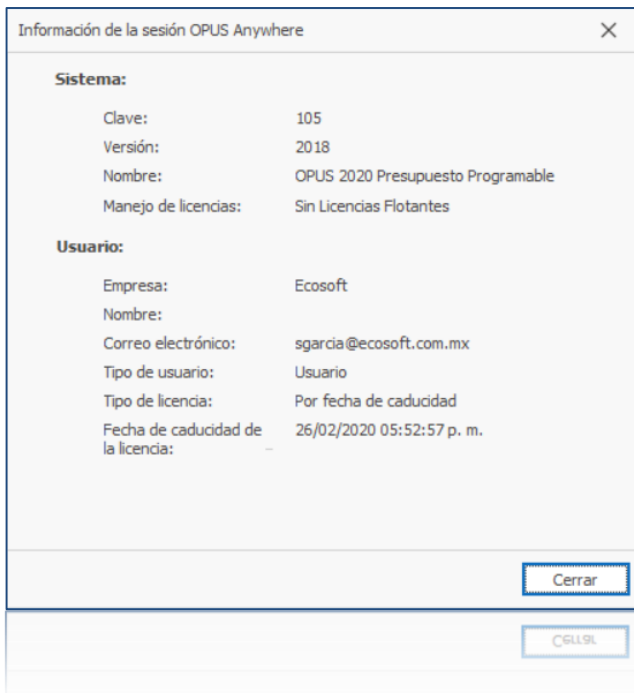 Información de la sesión OPUS Anywhere
Sistema:
Clave: 105
Versión: 2018
Nombre: OPUS 2020 Presupuesto Programable
Manejo de licencias: Sin Licencias Flotantes
Usuario:
Empresa: Ecosoft
Nombre:
Correo electrónico: sgarcia@ecosoft.com.mx
Tipo de usuario: Usuario
Tipo de licencia: Por fecha de caducidad
Fecha de caducidad de 26/02/2020 05:52:57 p. m.
la licencia:
Cerrar
Cerrar